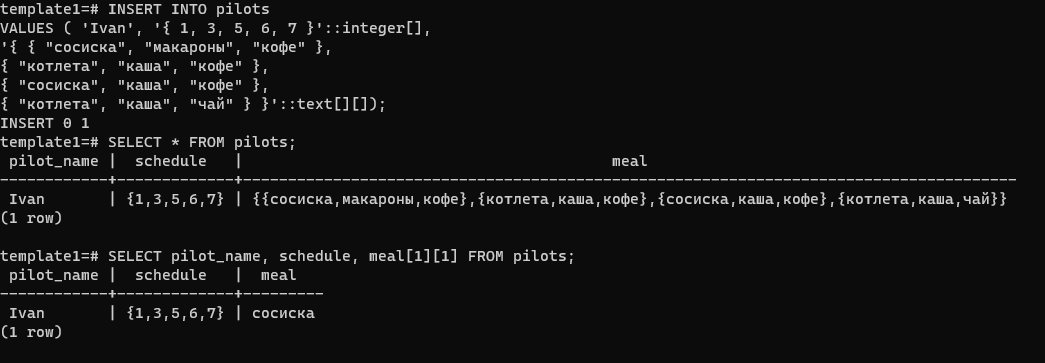 template1=# INSERT INTO pilots
VALUES ( 'Ivan', '{ 1, 3, 5, 6, 7 }'::integer[],
'{ { "сосиска", "макароны", "кофе" },
{ "котлета", "каша", "кофе" },
{ "сосиска", "каша", "кофе" },
{ "котлета", "каша", "чай" } }'::text[][]);
INSERT 0 1
template1=# SELECT * FROM pilots;
 pilot_name |  schedule   |                                         meal
------------+-------------+--------------------------------------------------------------------------------------
 Ivan       | {1,3,5,6,7} | {{сосиска,макароны,кофе},{котлета,каша,кофе},{сосиска,каша,кофе},{котлета,каша,чай}}
(1 row)

template1=# SELECT pilot_name, schedule, meal[1][1] FROM pilots;
 pilot_name |  schedule   |  meal
------------+-------------+---------
 Ivan       | {1,3,5,6,7} | сосиска
(1 row)